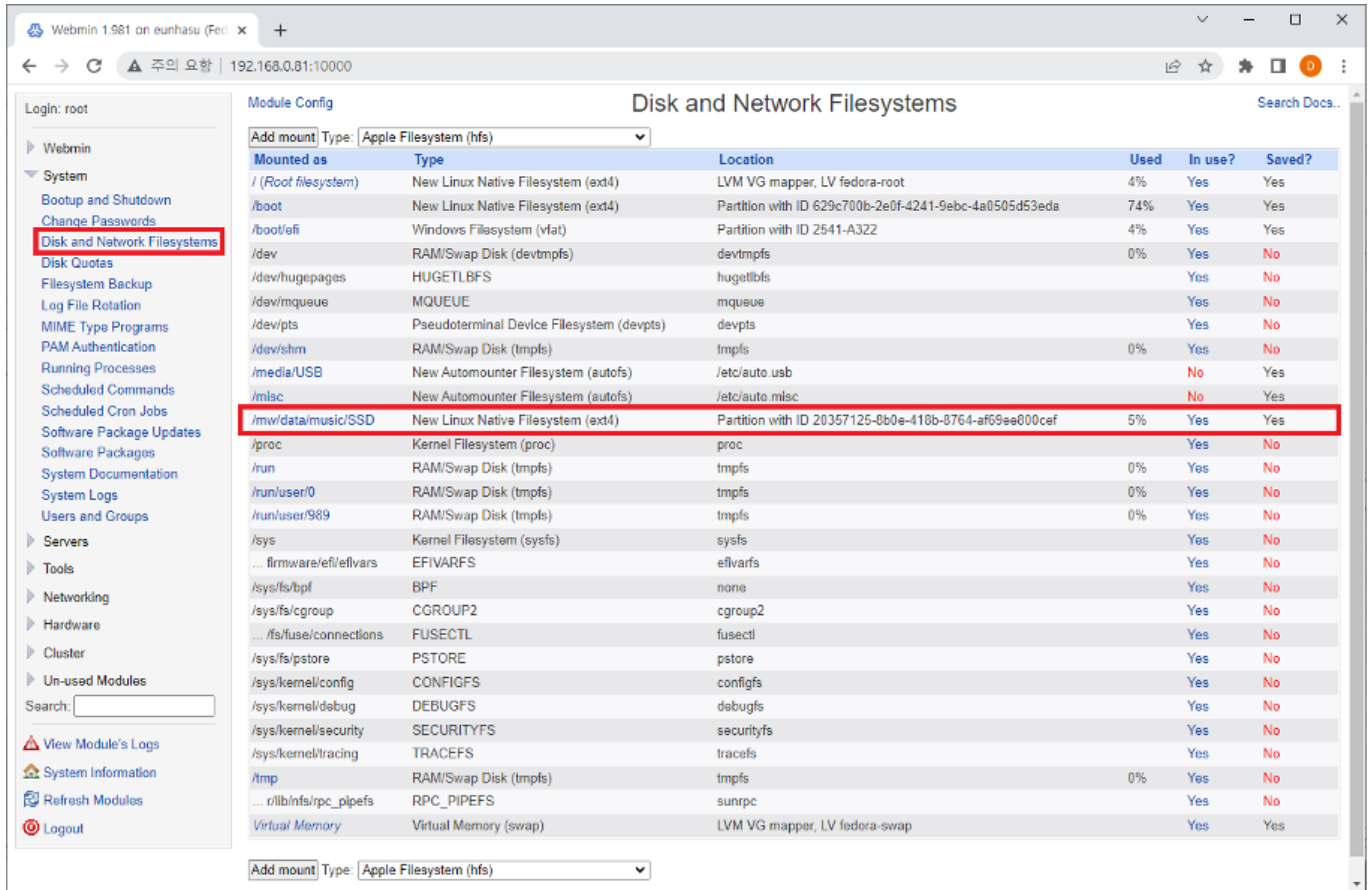 Webmin 1.981 on eunhasu (Fed
주의 요함 192.168.0.81:10000
D
Login: root
Webmin
System
Bootup and Shutdown
Change Passwords
Disk and Network Filesystems
Disk Quotas
Filesystem Backup
Log File Rotation
MIME Type Programs
PAM Authentication
Running Processes
Scheduled Commands
Scheduled Cron Jobs
Software Package Updates
Software Packages
System Documentation
System Logs
Users and Groups
Servers
Tools
Networking
Hardware
Cluster
Un-used Modules
Search:
View Module's Logs
System Information
Refresh Modules
Logout
Module Config Disk and Network Filesystems Search Docs..
Add mount Type: Apple Filesystem (hfs)
Mounted as Type Location Used In use? Saved?
/ (Root filesystem) New Linux Native Filesystem (ext4) LVM VG mapper, LV fedora-root 4% Yes Yes
/boot New Linux Native Filesystem (ext4) Partition with ID 629c700b-2e0f-4241-9ebc-4a0505d53eda 74% Yes Yes
/boot/efi Windows Filesystem (vfat) Partition with ID 2541-A322 4% Yes Yes
/dev RAM/Swap Disk (devtmpfs) devtmpfs 0% Yes No
/dev/hugepages HUGETLBFS hugetlbfs Yes No
/dev/mqueue MQUEUE mqueue Yes No
/dev/pts Pseudoterminal Device Filesystem (devpts) devpts Yes No
/dev/shm RAM/Swap Disk (tmpfs) tmpfs 0% Yes No
/media/USB New Automounter Filesystem (autofs) /etc/auto.usb No Yes
/misc New Automounter Filesystem (autofs) /etc/auto.misc No Yes
/mw/data/music/SSD New Linux Native Filesystem (ext4) Partition with ID 20357125-8b0e-418b-8764-af69ee800cef 5% Yes Yes
/proc Kernel Filesystem (proc) proc Yes No
/run RAM/Swap Disk (tmpfs) tmpfs 0% Yes No
/run/user/0 RAM/Swap Disk (tmpfs) tmpfs 0% Yes No
/run/user/989 RAM/Swap Disk (tmpfs) tmpfs 0% Yes No
/sys Kernel Filesystem (sysfs) sysfs Yes No
... firmware/efi/efivars EFIVARFS efivarfs Yes No
/sys/fs/bpf BPF none Yes No
/sys/fs/cgroup CGROUP2 cgroup2 Yes No
... /fs/fuse/connections FUSECTL fusectl Yes No
/sys/fs/pstore PSTORE pstore Yes No
/sys/kernel/config CONFIGFS configfs Yes No
/sys/kernel/debug DEBUGFS debugfs Yes No
/sys/kernel/security SECURITYFS securityfs Yes No
/sys/kernel/tracing TRACEFS tracefs Yes No
/tmp RAM/Swap Disk (tmpfs) tmpfs 0% Yes No
... r/lib/nfs/rpc_pipefs RPC_PIPEFS sunrpc Yes No
Virtual Memory Virtual Memory (swap) LVM VG mapper, LV fedora-swap Yes Yes
Add mount Type: Apple Filesystem (hfs)